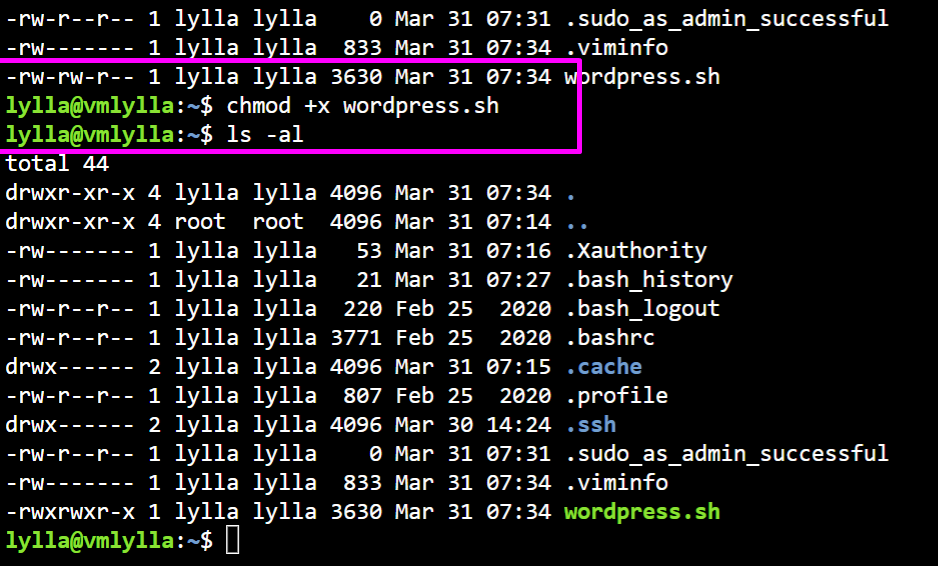 -rw-r--r-- 1 lylla lylla    0 Mar 31 07:31 .sudo_as_admin_successful
-rw------- 1 lylla lylla  833 Mar 31 07:34 .viminfo
-rw-rw-r-- 1 lylla lylla 3630 Mar 31 07:34 wordpress.sh
lylla@vmlylla:~$ chmod +x wordpress.sh
lylla@vmlylla:~$ ls -al
total 44
drwxr-xr-x 4 lylla lylla 4096 Mar 31 07:34 .
drwxr-xr-x 4 root  root  4096 Mar 31 07:14 ..
-rw------- 1 lylla lylla   53 Mar 31 07:16 .Xauthority
-rw------- 1 lylla lylla   21 Mar 31 07:27 .bash_history
-rw-r--r-- 1 lylla lylla  220 Feb 25  2020 .bash_logout
-rw-r--r-- 1 lylla lylla 3771 Feb 25  2020 .bashrc
drwx------ 2 lylla lylla 4096 Mar 31 07:15 .cache
-rw-r--r-- 1 lylla lylla  807 Feb 25  2020 .profile
drwx------ 2 lylla lylla 4096 Mar 30 14:24 .ssh
-rw-r--r-- 1 lylla lylla    0 Mar 31 07:31 .sudo_as_admin_successful
-rw------- 1 lylla lylla  833 Mar 31 07:34 .viminfo
-rwxrwxr-x 1 lylla lylla 3630 Mar 31 07:34 wordpress.sh
lylla@vmlylla:~$